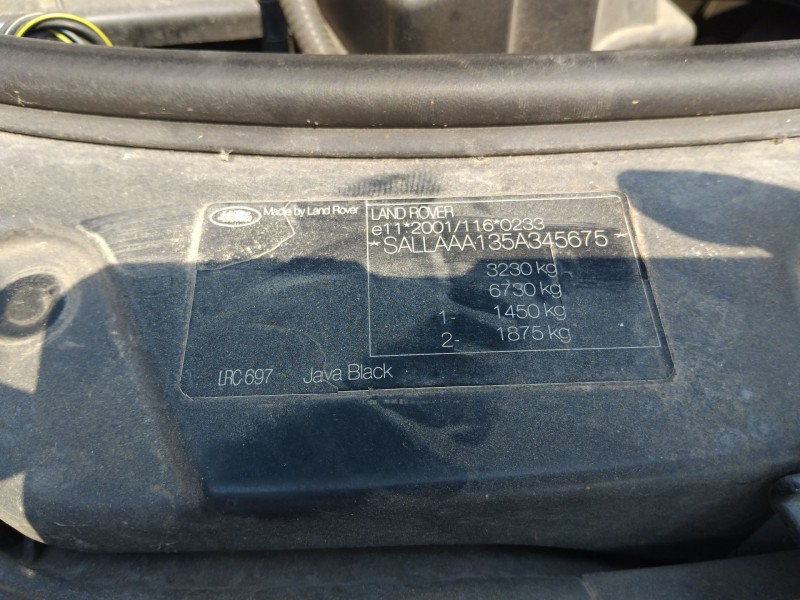 Made by Land Rover
LAND ROVER
e11*2001/116*0233
*SALLAAA135A345675*
3230 kg
6730 kg
1- 1450 kg
2- 1875 kg
LRC 697 Java Black